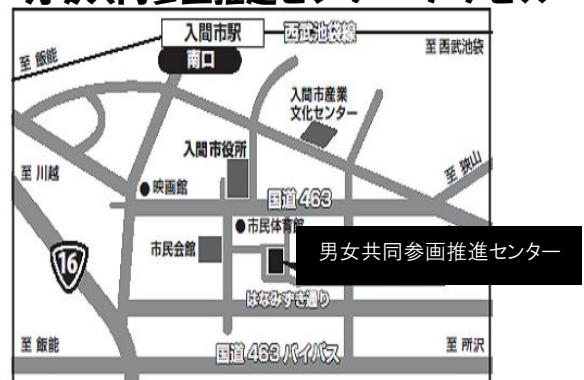 入間市駅
西武池袋線
至 飯能
南口
至 西武池袋
入間市産業
文化センター
入間市役所
至 狭山
至 川越
映画館
国道463
市民体育館
市民会館
男女共同参画推進センター
16
はなみずき通り
至 飯能
国道 463 バイパス
至 所沢